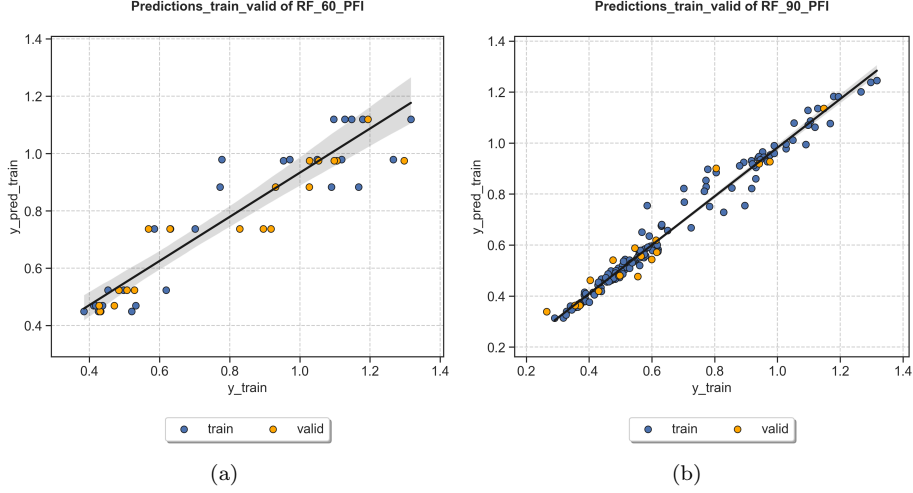 Predictions_train_valid of RF_60_PFI
1.4
1.2
1.0
0.8
0.6
0.4
y_pred_train
0.4 0.6 0.8 1.0 1.2 1.4
y_train
train valid
(a)
Predictions_train_valid of RF_90_PFI
1.4
1.2
1.0
0.8
0.6
0.4
0.2
y_pred_train
0.2 0.4 0.6 0.8 1.0 1.2 1.4
y_train
train valid
(b)